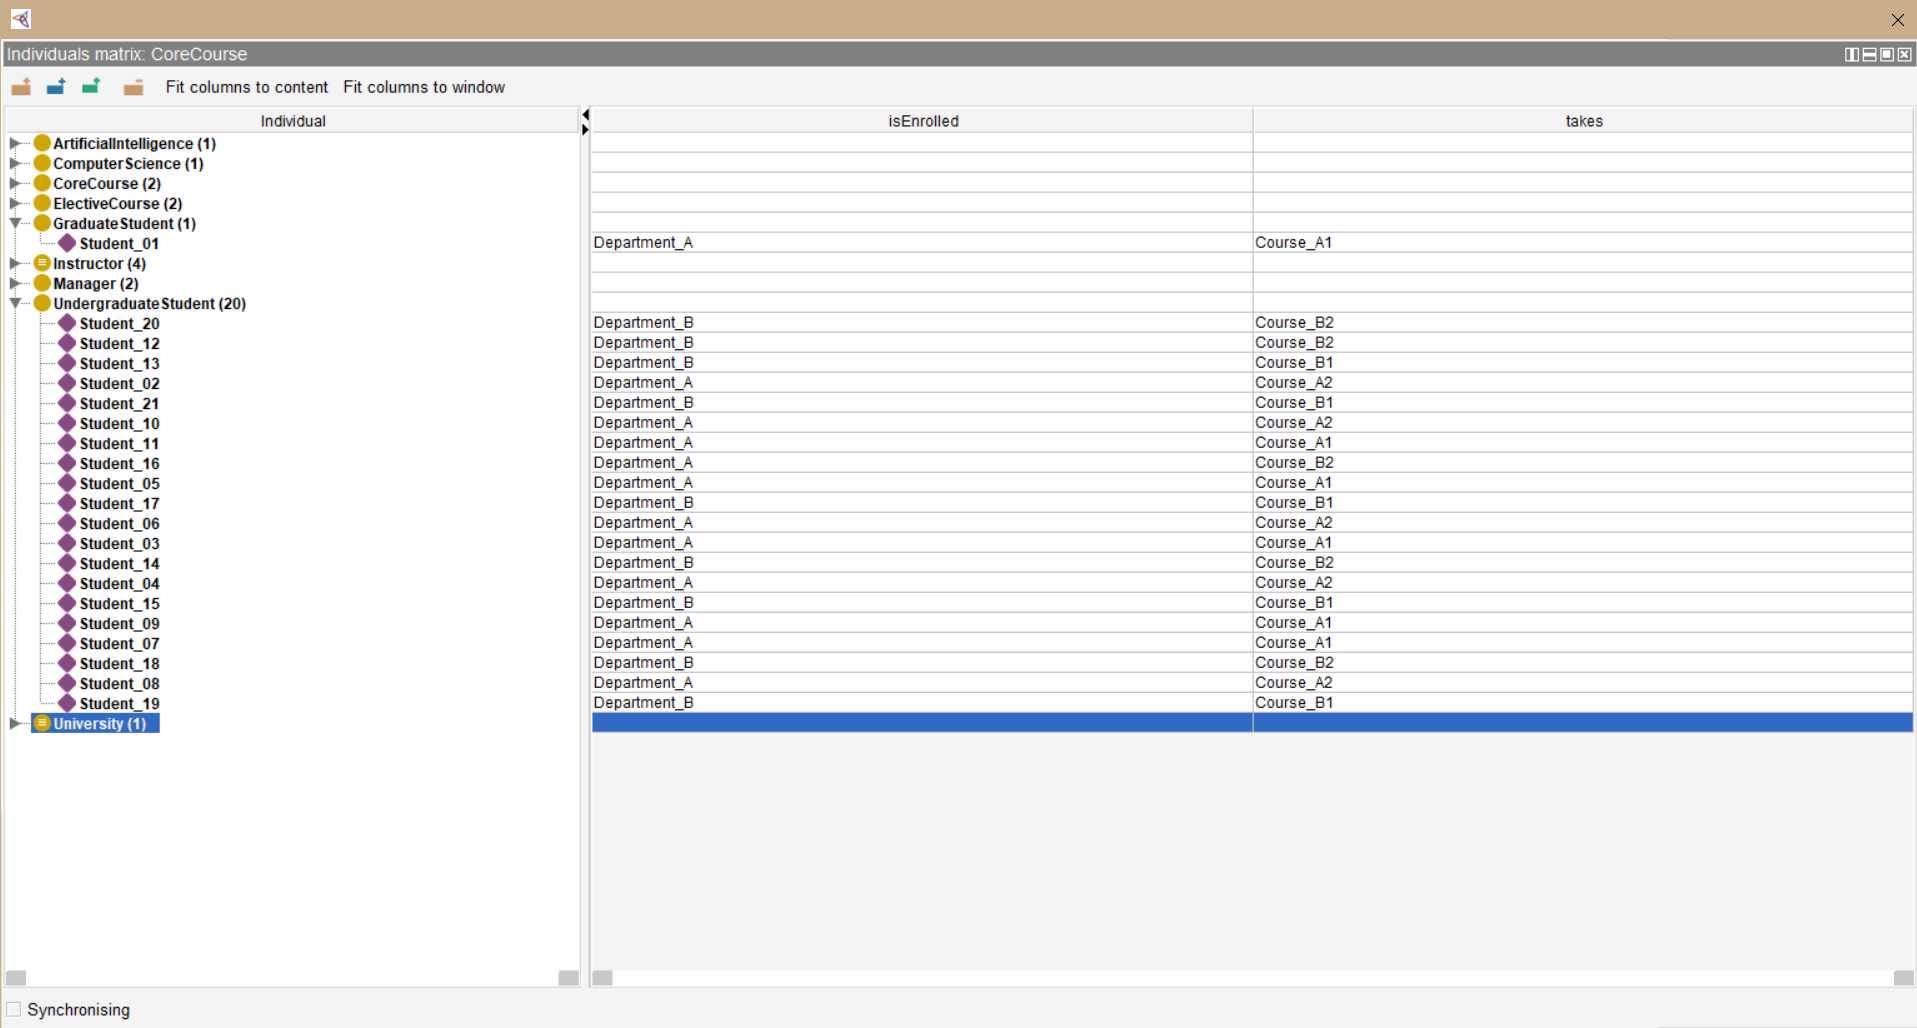 Individuals matrix: CoreCourse
Fit columns to content Fit columns to window
Individual isEnrolled takes
ArtificialIntelligence (1)
ComputerScience (1)
CoreCourse (2)
ElectiveCourse (2)
GraduateStudent (1)
Student_01 Department_A Course_A1
Instructor (4)
Manager (2)
UndergraduateStudent (20)
Student_20 Department_B Course_B2
Student_12 Department_B Course_B2
Student_13 Department_B Course_B1
Student_02 Department_A Course_A2
Student_21 Department_B Course_B1
Student_10 Department_A Course_A2
Student_11 Department_A Course_A1
Student_16 Department_A Course_B2
Student_05 Department_A Course_A1
Student_17 Department_B Course_B1
Student_06 Department_A Course_A2
Student_03 Department_A Course_A1
Student_14 Department_B Course_B2
Student_04 Department_A Course_A2
Student_15 Department_B Course_B1
Student_09 Department_A Course_A1
Student_07 Department_A Course_A1
Student_18 Department_B Course_B2
Student_08 Department_A Course_A2
Student_19 Department_B Course_B1
University (1)
Synchronising